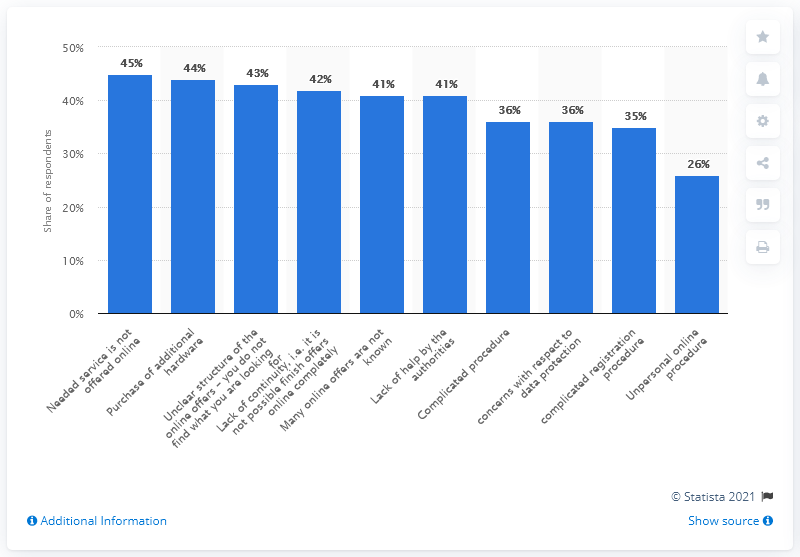 50%
40%
30%
20%
10%
0%
Share of respondents
45%
44%
43%
42%
41%
41%
36%
36%
35%
26%
Needed service is not
offered online
Purchase of additional
hardware
Unclear structure of the
online offers – you do not
find what you are looking
for
Lack of continuity, i.e. it is
not possible finish offers
online completely
Many online offers are not
known
Lack of help by the
authorities
Complicated procedure
concerns with respect to
data protection
complicated registration
procedure
Unpersonal online
procedure
© Statista 2021
Additional Information
Show source